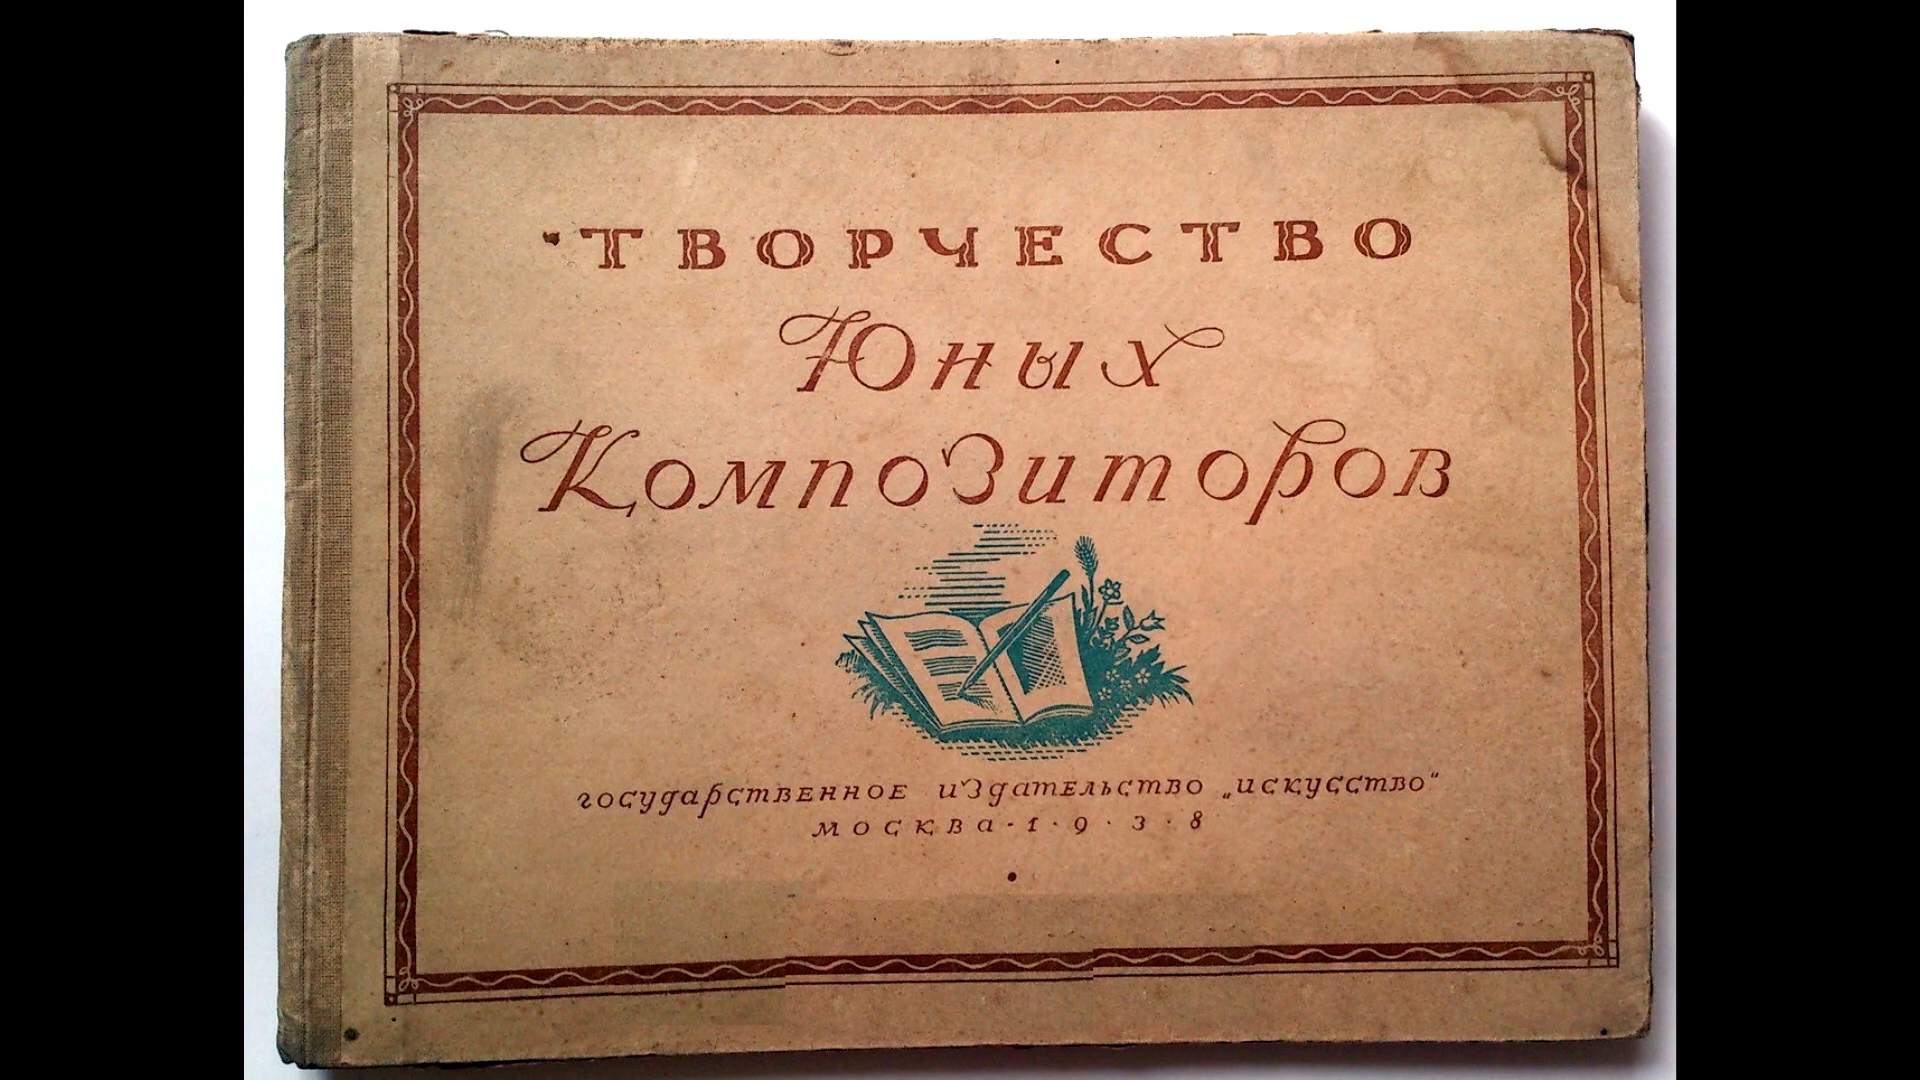 ТВОРЧЕСТВО
Юных
Композиторов
государственное издательство „искусство“
москва-1·9·3·8